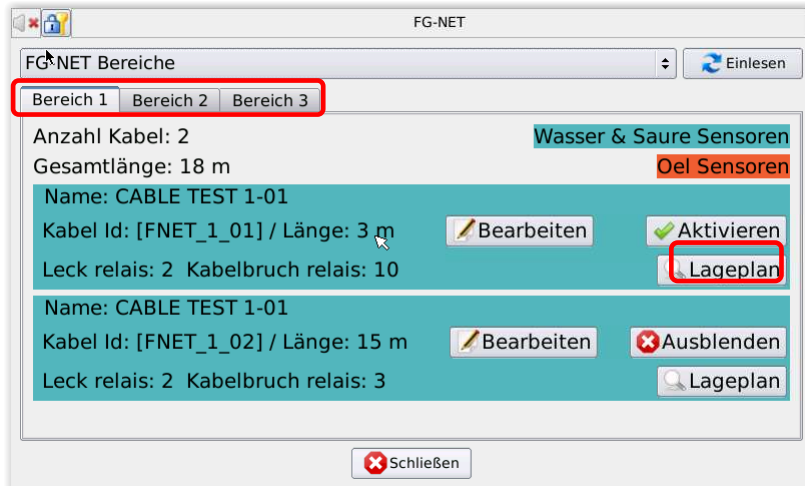 FG-NET
FG-NET Bereiche
Einlesen
Bereich 1 Bereich 2 Bereich 3
Anzahl Kabel: 2 Wasser & Saure Sensoren
Gesamtlänge: 18 m Oel Sensoren
Name: CABLE TEST 1-01
Kabel Id: [FNET_1_01] / Länge: 3 m Bearbeiten Aktivieren
Leck relais: 2 Kabelbruch relais: 10 Lageplan
Name: CABLE TEST 1-01
Kabel Id: [FNET_1_02] / Länge: 15 m Bearbeiten Ausblenden
Leck relais: 2 Kabelbruch relais: 3 Lageplan
Schließen